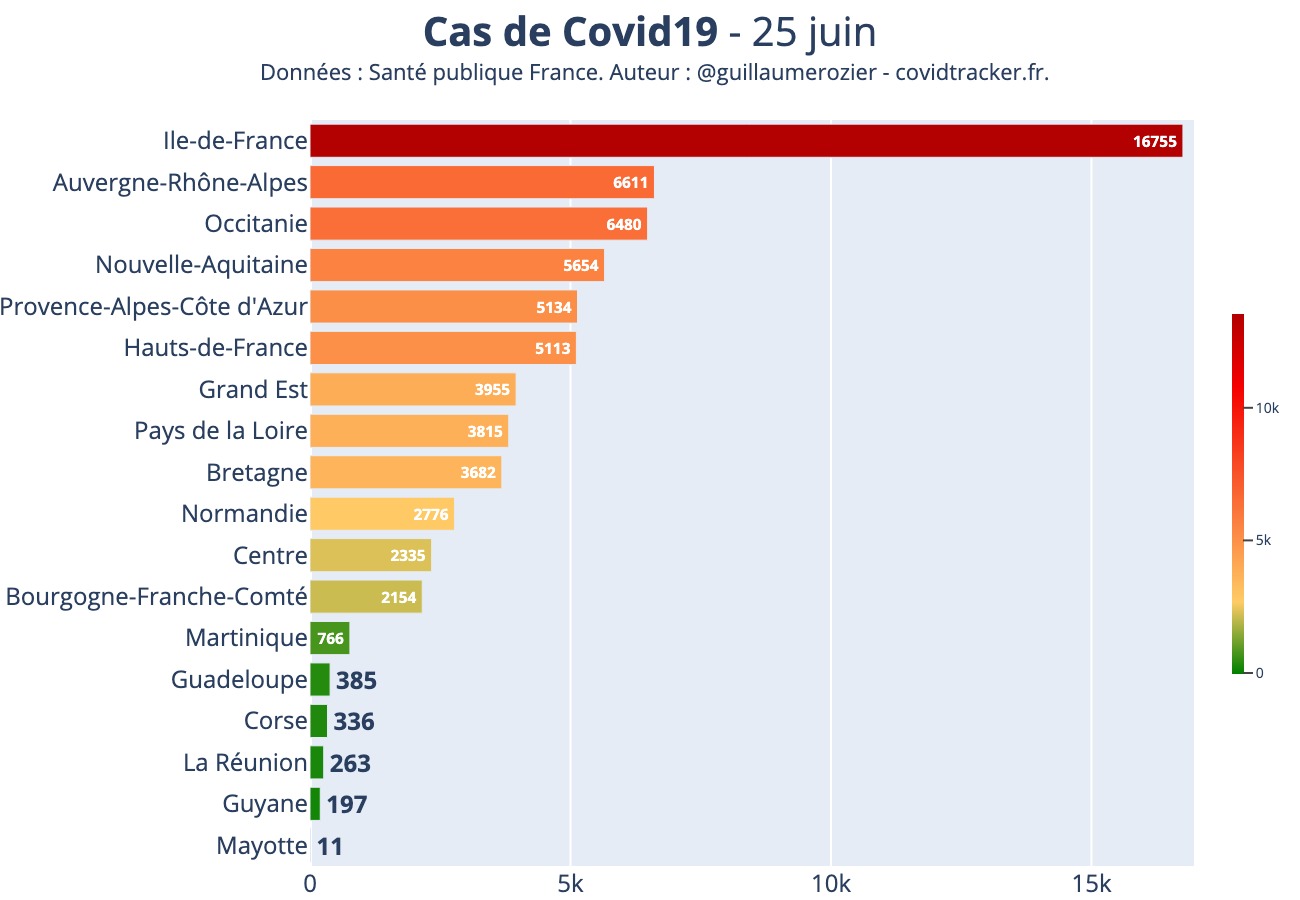 Cas de Covid19 - 25 juin
Données : Santé publique France. Auteur : @guillaumerozier - covidtracker.fr.
Ile-de-France 16755
Auvergne-Rhône-Alpes 6611
Occitanie 6480
Nouvelle-Aquitaine 5654
Provence-Alpes-Côte d'Azur 5134
Hauts-de-France 5113
Grand Est 3955
Pays de la Loire 3815
Bretagne 3682
Normandie 2776
Centre 2335
Bourgogne-Franche-Comté 2154
Martinique 766
Guadeloupe 385
Corse 336
La Réunion 263
Guyane 197
Mayotte 11
0 5k 10k 15k
10k
5k
0